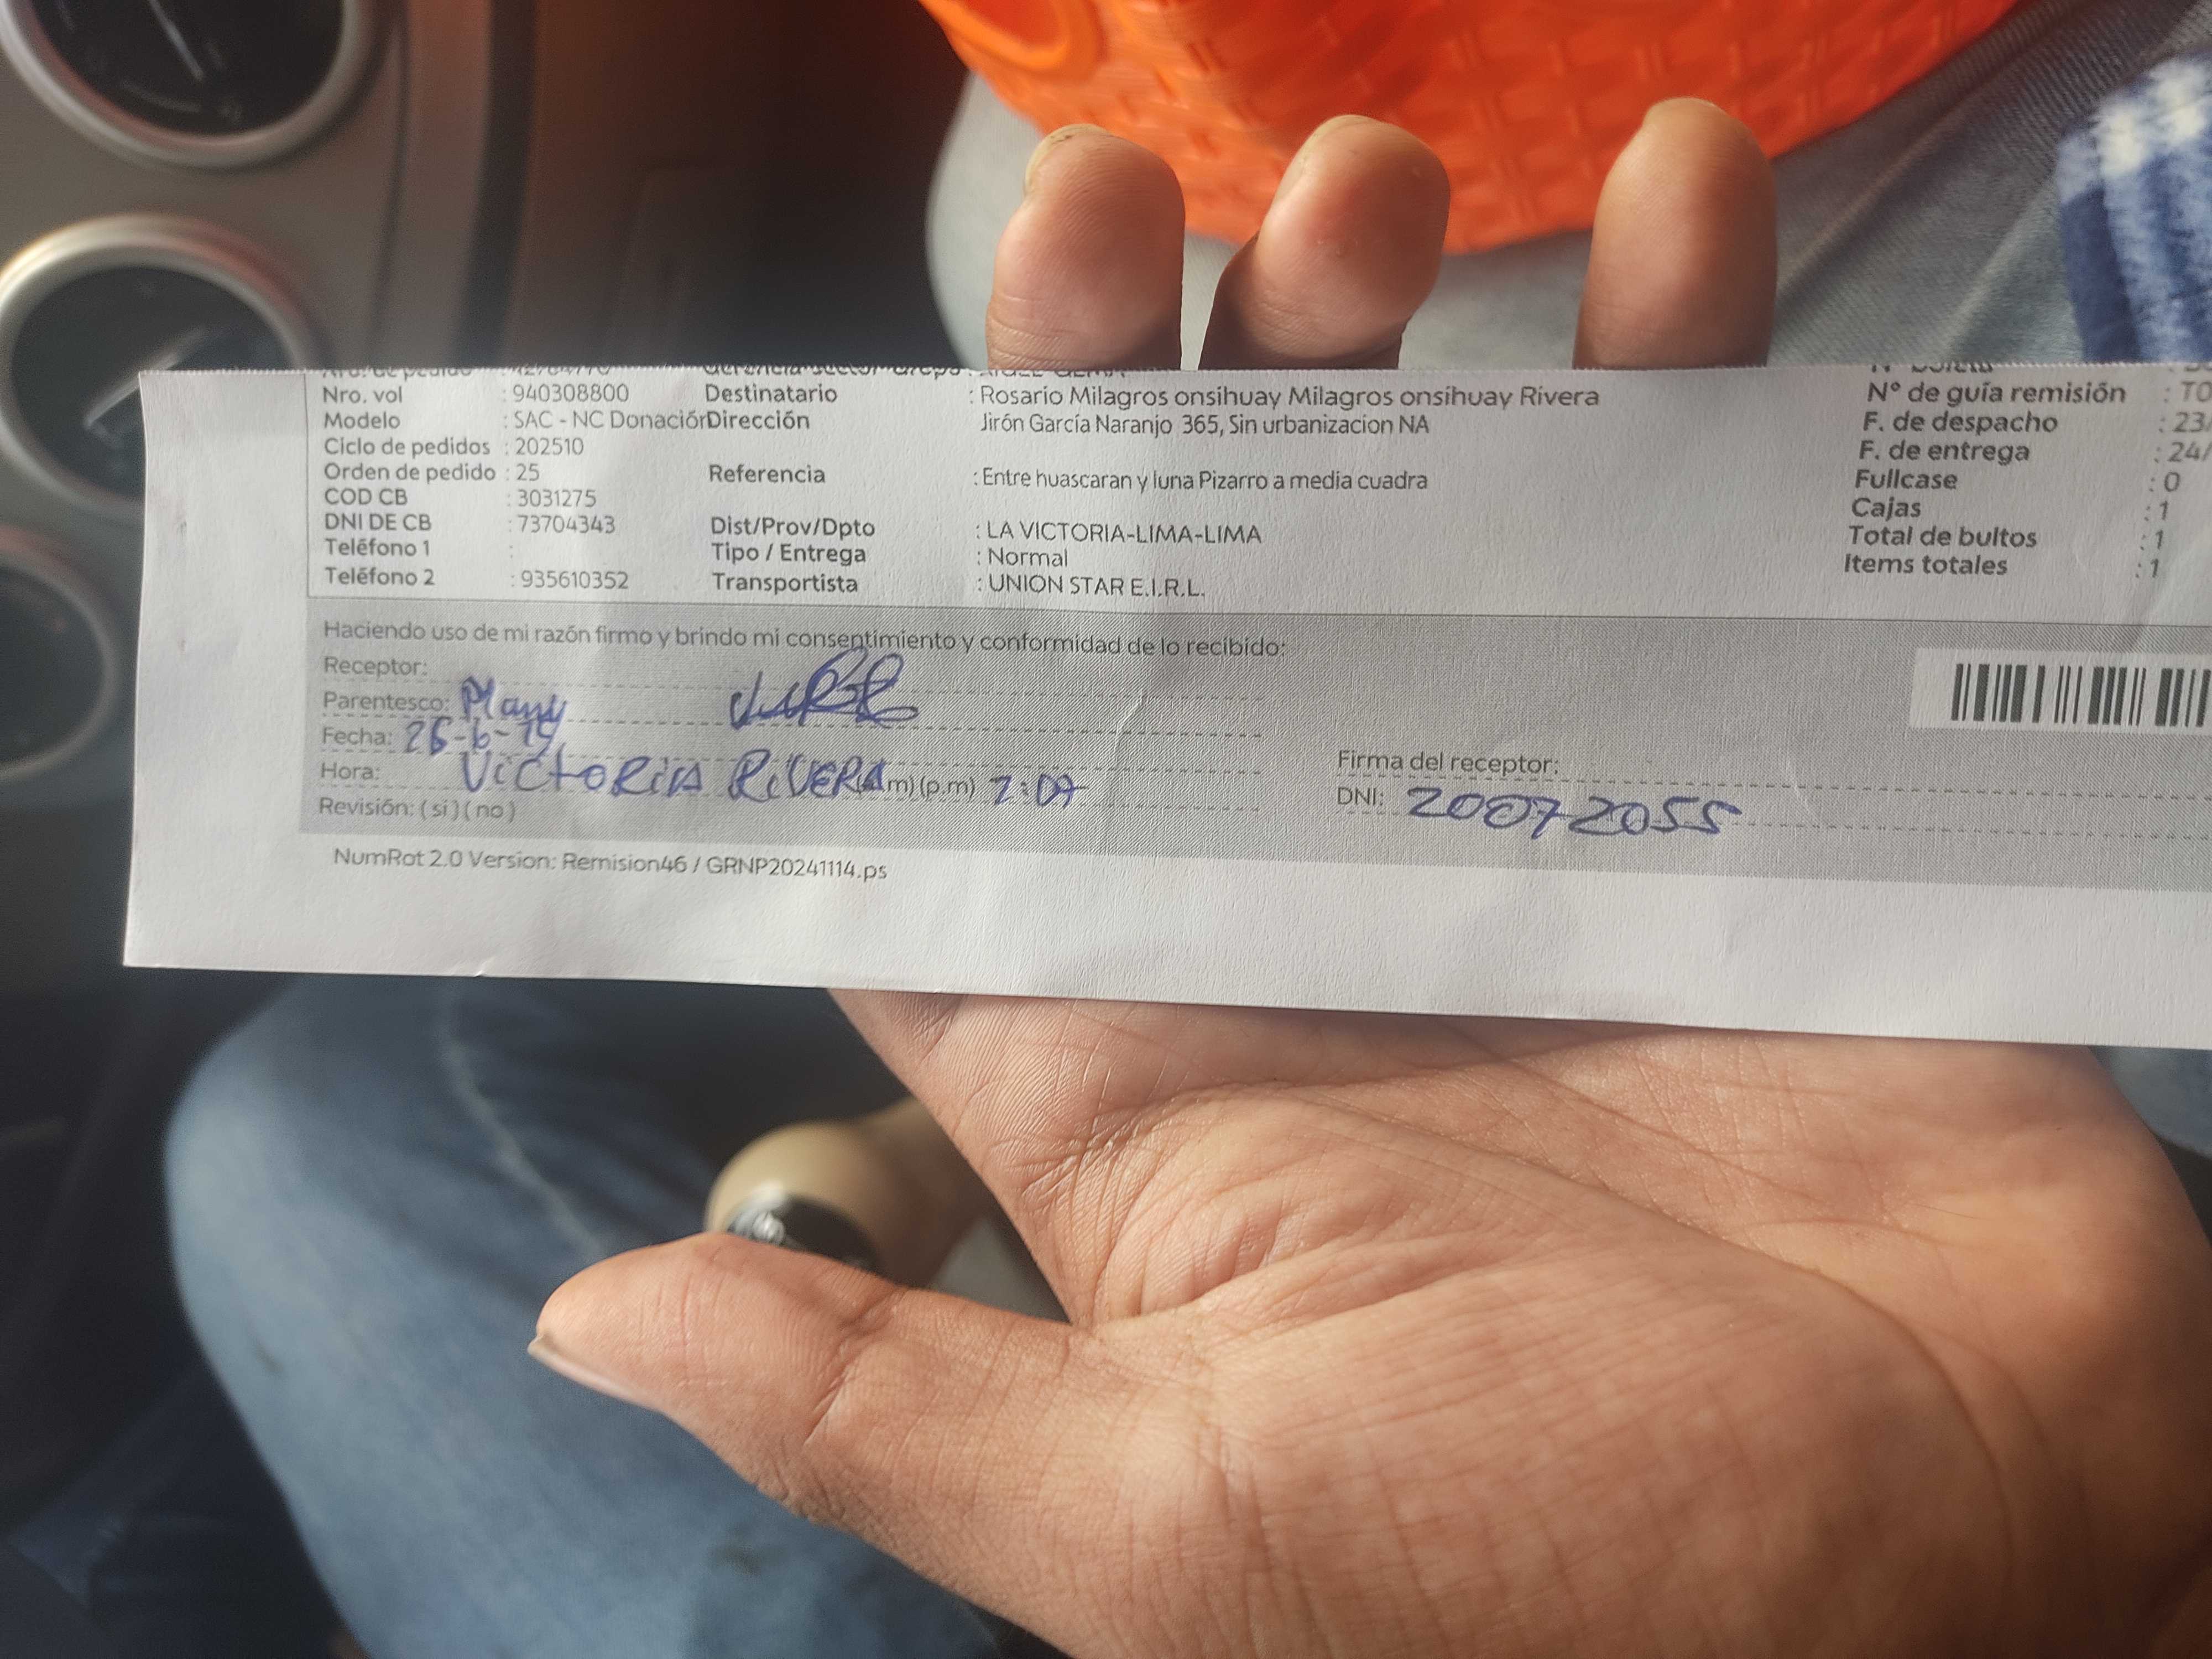 Nro. vol : 940308800 Destinatario : Rosario Milagros onsihuay Milagros onsihuay Rivera N° de guía remisión : T0
Modelo : SAC - NC Donación Dirección Jirón García Naranjo 365, Sin urbanizacion NA F. de despacho : 23/
Ciclo de pedidos : 202510 F. de entrega : 24/
Orden de pedido : 25 Referencia : Entre huascaran y luna Pizarro a media cuadra Fullcase : 0
COD CB : 3031275 Cajas : 1
DNI DE CB : 73704343 Dist/Prov/Dpto : LA VICTORIA-LIMA-LIMA Total de bultos : 1
Teléfono 1 : Tipo / Entrega : Normal Items totales : 1
Teléfono 2 : 935610352 Transportista : UNION STAR E.I.R.L.
Haciendo uso de mi razón firmo y brindo mi consentimiento y conformidad de lo recibido:
Receptor:
Parentesco:
Fecha:
Hora: VICTORIA RIVERA m) (p.m) Firma del receptor:
Revisión: ( si ) ( no ) DNI: 20072055
NumRot 2.0 Version: Remision46 / GRNP20241114.ps